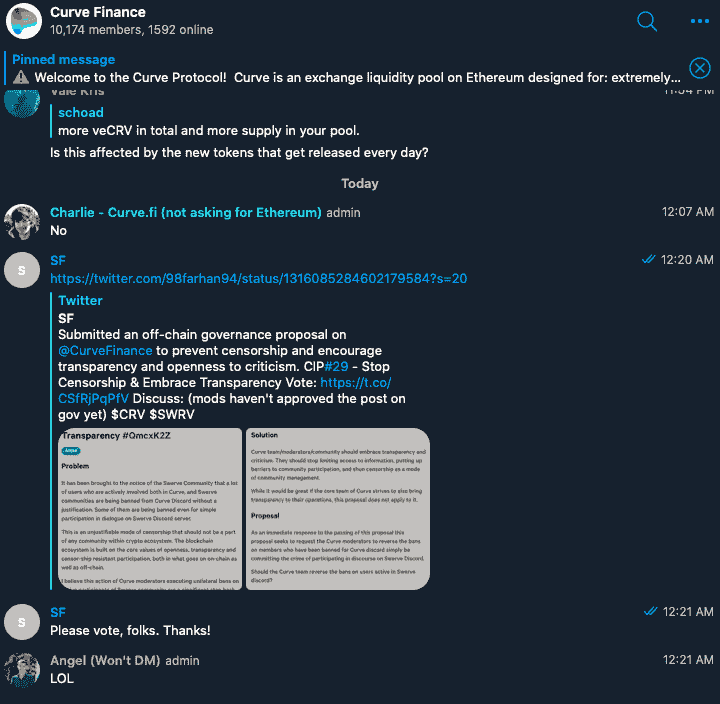 Curve Finance
10,174 members, 1592 online
Pinned message
Welcome to the Curve Protocol!  Curve is an exchange liquidity pool on Ethereum designed for: extremely...
Vale Kris 11:54 PM
schoad
more veCRV in total and more supply in your pool.
Is this affected by the new tokens that get released every day?
Today
Charlie - Curve.fi (not asking for Ethereum) admin 12:07 AM
No
S
SF 12:20 AM
https://twitter.com/98farhan94/status/1316085284602179584?s=20
Twitter
SF
Submitted an off-chain governance proposal on
@CurveFinance to prevent censorship and encourage
transparency and openness to criticism. CIP#29 - Stop
Censorship & Embrace Transparency Vote: https://t.co/
CSfRjPqPfV Discuss: (mods haven't approved the post on
gov yet) $CRV $SWRV
Transparency #QmcxK2Z
Problem
It has been brought to the notice of the Swerve Community that a lot
of users who are actively involved both in Curve, and Swerve
communities are being banned from Curve Discord without a
justification. Some of them are being banned even for simple
participation in dialogue on Swerve Discord server.
This is an unjustifiable mode of censorship that should not be a part
of any community within crypto ecosystem. The blockchain
ecosystem is built on the core values of openness, transparency and
censor-ship resistant participation, both in what goes on on-chain as
well as off-chain.
I believe this action of Curve moderators executing unilateral bans on
Solution
Curve team/moderators/community should embrace transparency and
criticism. They should stop limiting access to information, putting up
barriers to community participation, and thus censorship as a mode
of community management.
While it would be great if the core team of Curve strives to also bring
transparency to their operations, this proposal does not apply to it.
Proposal
As an immediate response to the passing of this proposal this
proposal seeks to request the Curve moderators to reverse the bans
on members who have been banned for Curve discord simply be
committing the crime of participating in discourse on Swerve Discord.
Should the Curve team reverse the bans on users active in Swerve
discord?
S
SF 12:21 AM
Please vote, folks. Thanks!
Angel (Won't DM) admin 12:21 AM
LOL